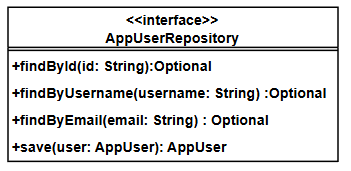 <<interface>>
AppUserRepository
+findById(id: String):Optional
+findByUsername(username: String) :Optional
+findByEmail(email: String) : Optional
+save(user: AppUser): AppUser